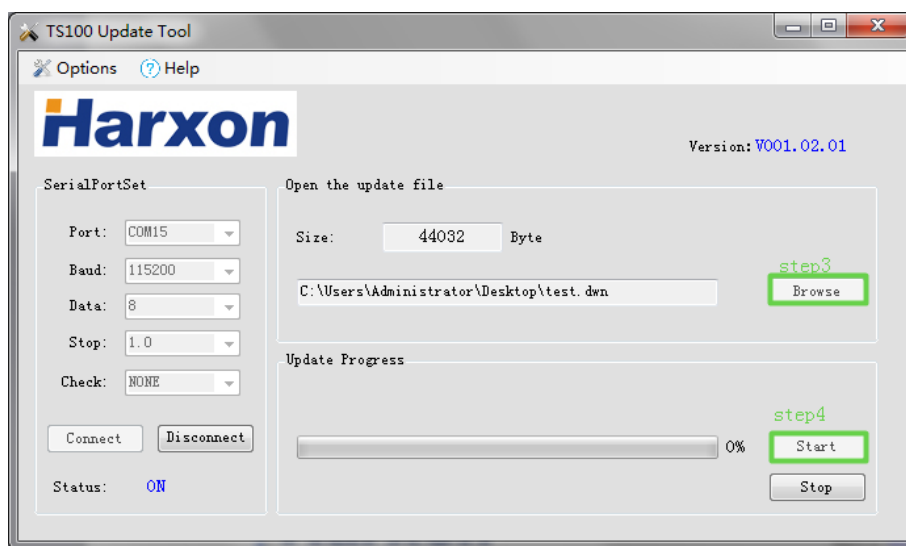 TS100 Update Tool
Options Help
Harxon
Version: V001.02.01
SerialPortSet
Port: COM15
Baud: 115200
Data: 8
Stop: 1.0
Check: NONE
Connect Disconnect
Status: ON
Open the update file
Size: 44032 Byte
step3
C:\Users\Administrator\Desktop\test.dwn Browse
Update Progress
step4
0% Start
Stop